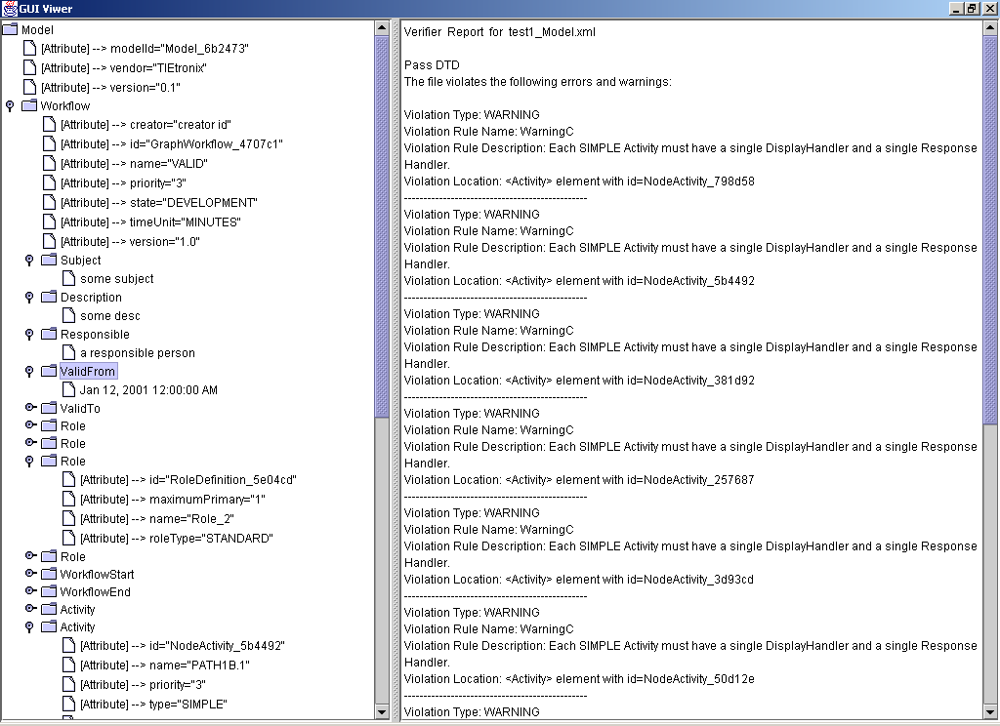 GUI Viwer
Model
[Attribute] --> modelId="Model_6b2473"
[Attribute] --> vendor="TIEtronix"
[Attribute] --> version="0.1"
Workflow
[Attribute] --> creator="creator id"
[Attribute] --> id="GraphWorkflow_4707c1"
[Attribute] --> name="VALID"
[Attribute] --> priority="3"
[Attribute] --> state="DEVELOPMENT"
[Attribute] --> timeUnit="MINUTES"
[Attribute] --> version="1.0"
Subject
some subject
Description
some desc
Responsible
a responsible person
ValidFrom
Jan 12, 2001 12:00:00 AM
ValidTo
Role
Role
Role
[Attribute] --> id="RoleDefinition_5e04cd"
[Attribute] --> maximumPrimary="1"
[Attribute] --> name="Role_2"
[Attribute] --> roleType="STANDARD"
Role
WorkflowStart
WorkflowEnd
Activity
Activity
[Attribute] --> id="NodeActivity_5b4492"
[Attribute] --> name="PATH1B.1"
[Attribute] --> priority="3"
[Attribute] --> type="SIMPLE"
Verifier Report for test1_Model.xml
Pass DTD
The file violates the following errors and warnings:
Violation Type: WARNING
Violation Rule Name: WarningC
Violation Rule Description: Each SIMPLE Activity must have a single DisplayHandler and a single Response
Handler.
Violation Location: <Activity> element with id=NodeActivity_798d58
-----------------------------------------------
Violation Type: WARNING
Violation Rule Name: WarningC
Violation Rule Description: Each SIMPLE Activity must have a single DisplayHandler and a single Response
Handler.
Violation Location: <Activity> element with id=NodeActivity_5b4492
-----------------------------------------------
Violation Type: WARNING
Violation Rule Name: WarningC
Violation Rule Description: Each SIMPLE Activity must have a single DisplayHandler and a single Response
Handler.
Violation Location: <Activity> element with id=NodeActivity_381d92
-----------------------------------------------
Violation Type: WARNING
Violation Rule Name: WarningC
Violation Rule Description: Each SIMPLE Activity must have a single DisplayHandler and a single Response
Handler.
Violation Location: <Activity> element with id=NodeActivity_257687
-----------------------------------------------
Violation Type: WARNING
Violation Rule Name: WarningC
Violation Rule Description: Each SIMPLE Activity must have a single DisplayHandler and a single Response
Handler.
Violation Location: <Activity> element with id=NodeActivity_3d93cd
-----------------------------------------------
Violation Type: WARNING
Violation Rule Name: WarningC
Violation Rule Description: Each SIMPLE Activity must have a single DisplayHandler and a single Response
Handler.
Violation Location: <Activity> element with id=NodeActivity_50d12e
-----------------------------------------------
Violation Type: WARNING